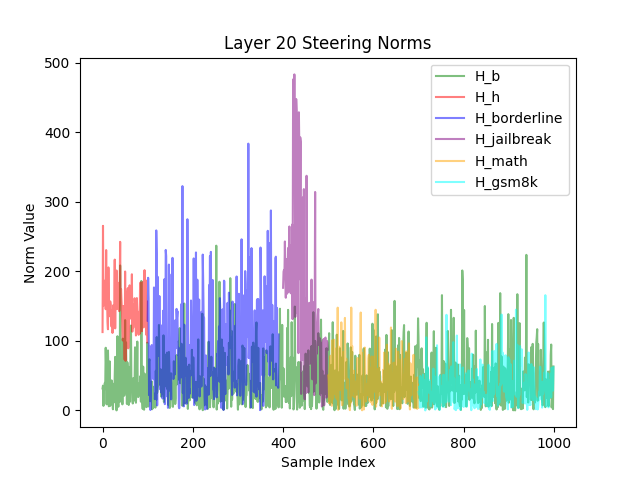 Layer 20 Steering Norms
500
400
300
200
100
0
Norm Value
H_b
H_h
H_borderline
H_jailbreak
H_math
H_gsm8k
0 200 400 600 800 1000
Sample Index